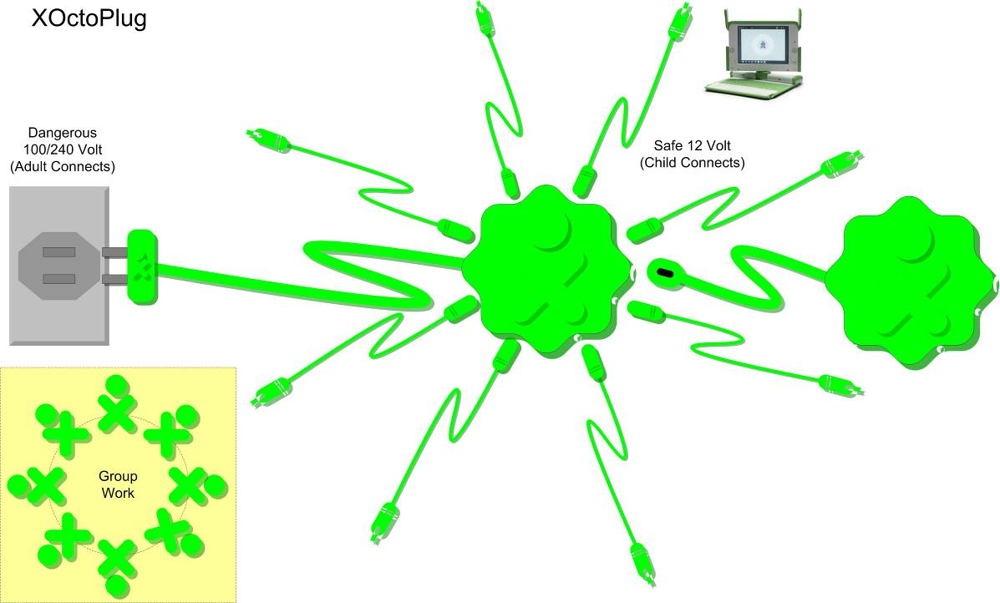 XOctoPlug
Dangerous
100/240 Volt
(Adult Connects)
Safe 12 Volt
(Child Connects)
Group
Work